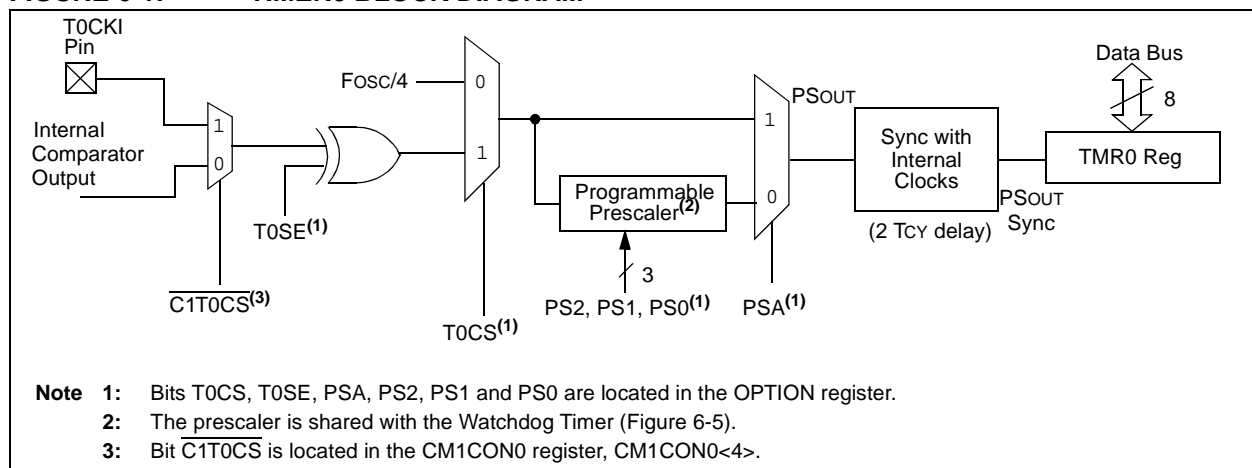 T0CKI
Pin
FOSC/4
0
1
Internal
Comparator
Output
1
0
T0SE(1)
C1T0CS(3)
T0CS(1)
Programmable
Prescaler(2)
3
PS2, PS1, PS0(1)
PSOUT
1
0
PSA(1)
Sync with
Internal
Clocks
(2 TCY delay)
PSOUT
Sync
Data Bus
8
TMR0 Reg
Note 1: Bits T0CS, T0SE, PSA, PS2, PS1 and PS0 are located in the OPTION register.
2: The prescaler is shared with the Watchdog Timer (Figure 6-5).
3: Bit C1T0CS is located in the CM1CON0 register, CM1CON0<4>.